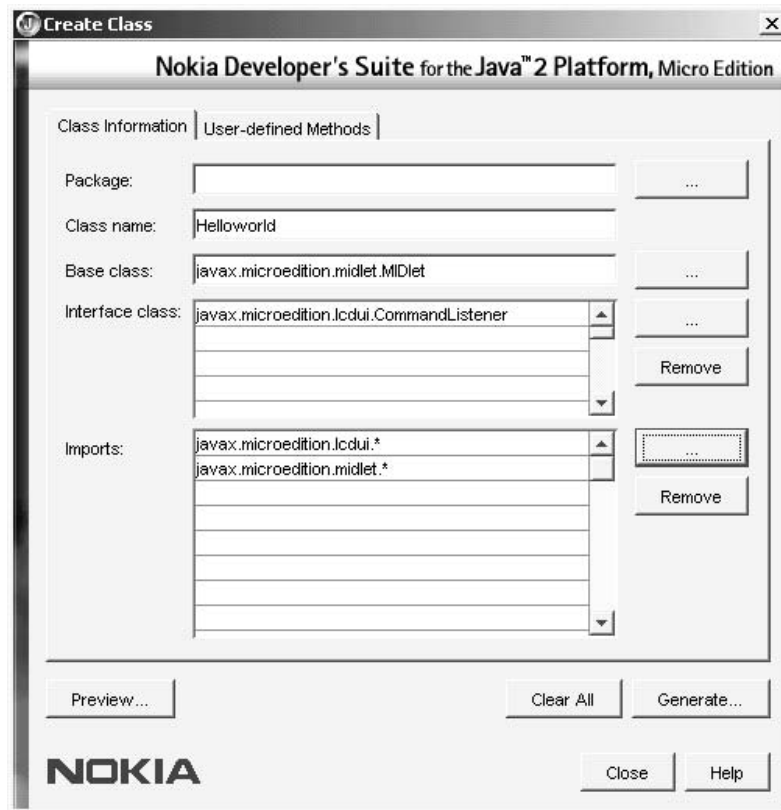 Create Class
Nokia Developer's Suite for the Java™ 2 Platform, Micro Edition
Class Information User-defined Methods
Package: ...
Class name: Helloworld
Base class: javax.microedition.midlet.MIDlet ...
Interface class: javax.microedition.lcdui.CommandListener ...
Remove
Imports: javax.microedition.lcdui.* ...
javax.microedition.midlet.*
Remove
Preview... Clear All Generate...
NOKIA Close Help